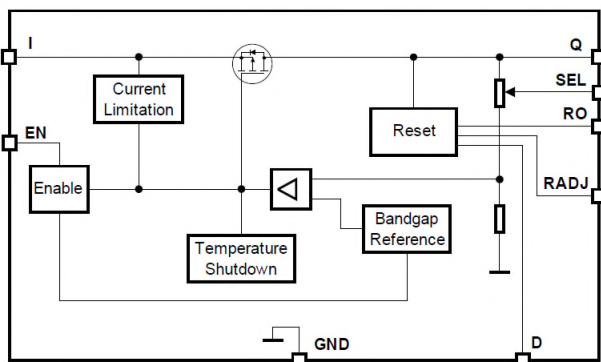 I
Q
Current
Limitation
SEL
RO
EN
Reset
Enable
RADJ
Bandgap
Reference
Temperature
Shutdown
GND
D